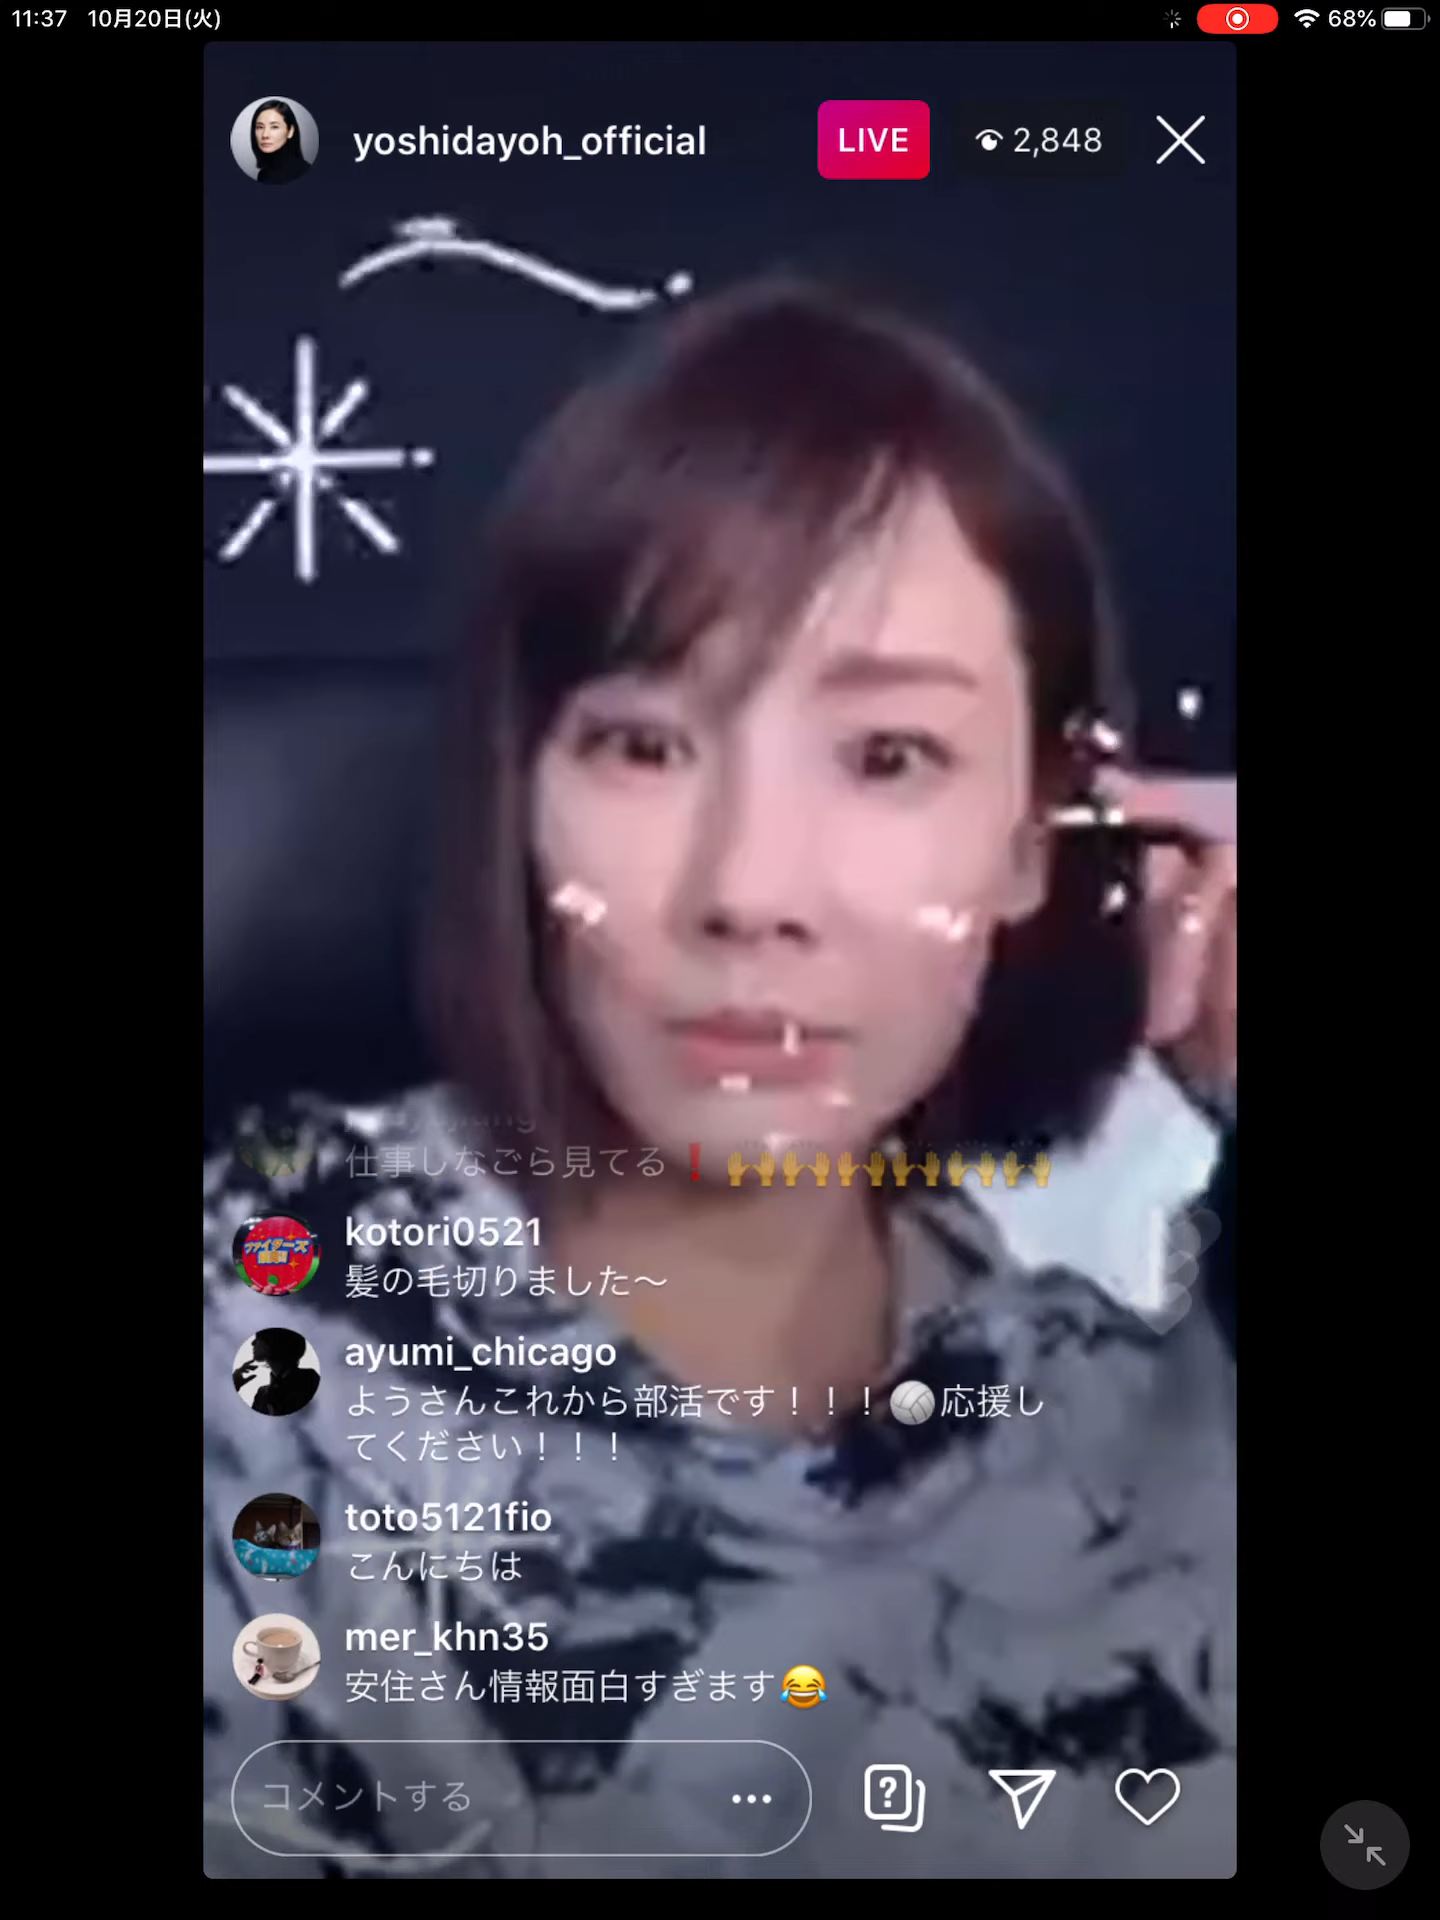 11:37 10月20日(火) 68%
yoshidayoh_official LIVE 2,848
仕事しなごら見てる❗🙌🙌🙌🙌🙌🙌
kotori0521
髪の毛切りました〜
ayumi_chicago
ようさんこれから部活です！！！🏐応援し
てください！！！
toto5121fio
こんにちは
mer_khn35
安住さん情報面白すぎます😂
コメントする